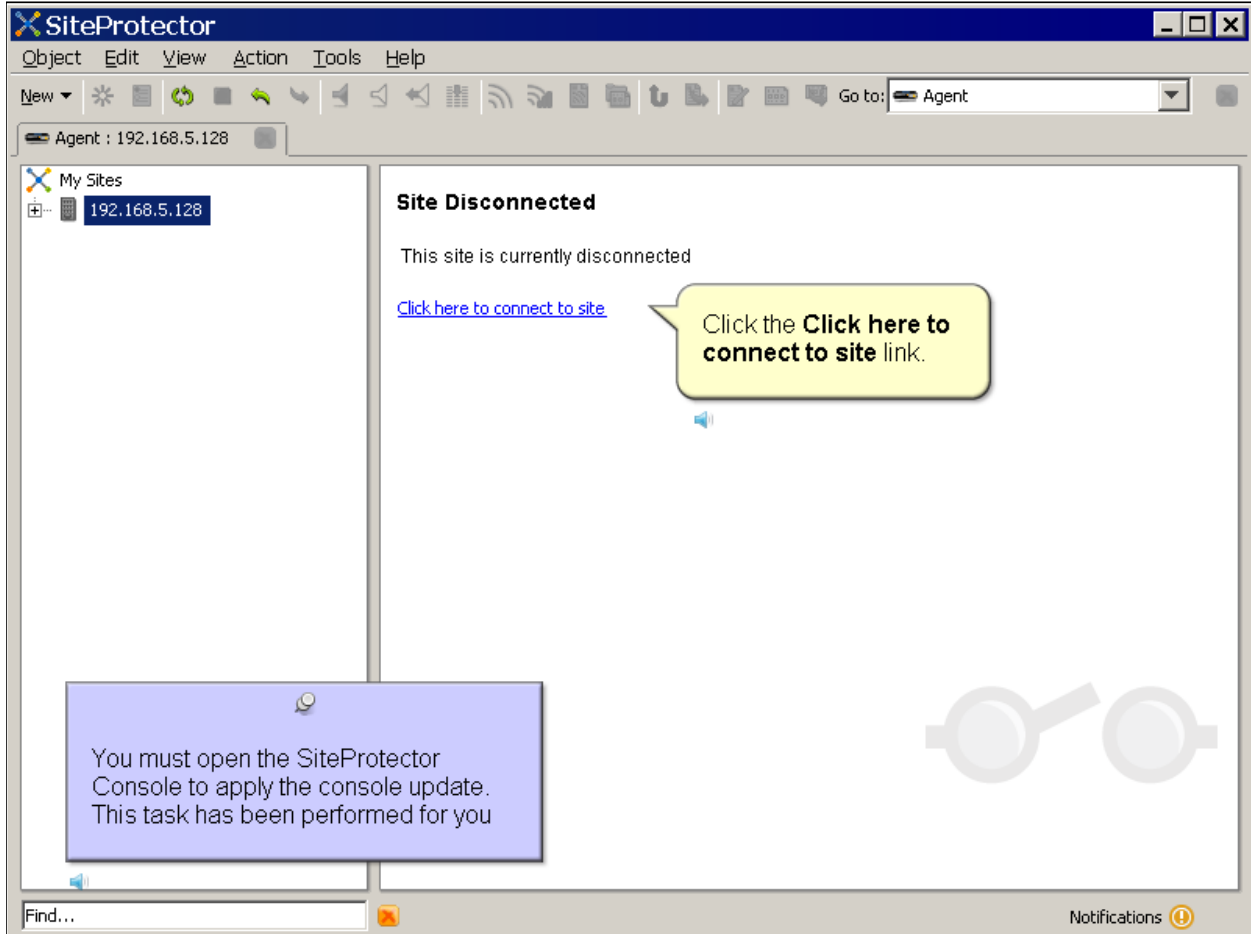 SiteProtector
Object Edit View Action Tools Help
New Go to: Agent
Agent : 192.168.5.128
My Sites
192.168.5.128
Site Disconnected
This site is currently disconnected
Click here to connect to site
Click the Click here to
connect to site link.
You must open the SiteProtector
Console to apply the console update.
This task has been performed for you
Find...
Notifications